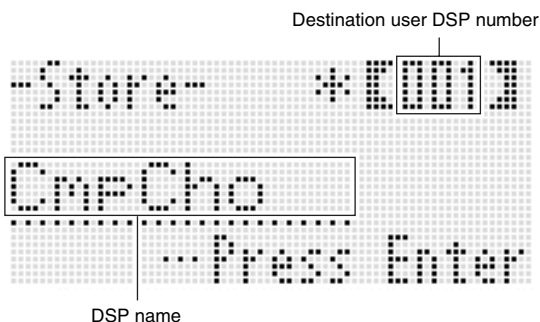 Destination user DSP number
-Store- *【001】
CmpCho
···Press Enter
DSP name